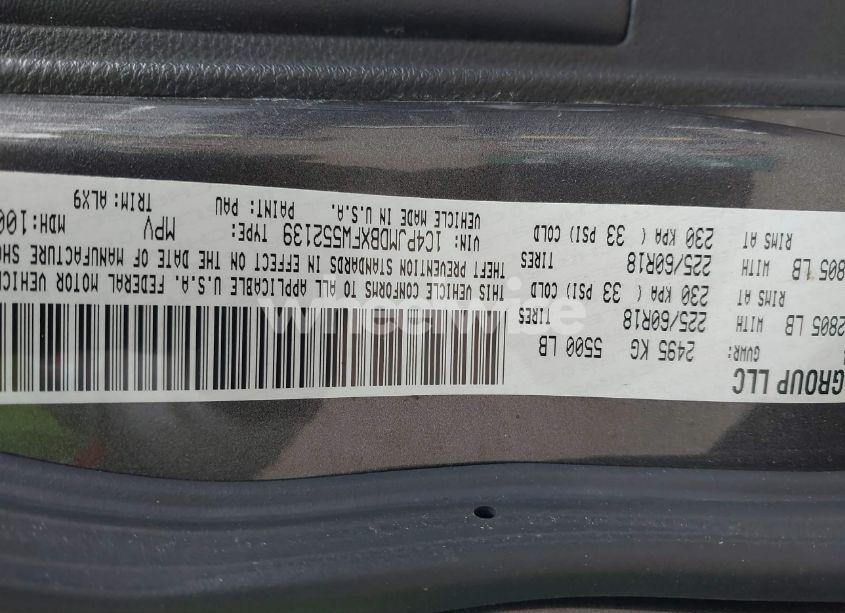 GROUP LLC
GVWR: 2495 KG 5500 LB
2805 LB WITH 225/60R18 TIRES
RIMS AT 230 KPA( 33 PSI) COLD
2805 LB WITH 225/60R18 TIRES
RIMS AT 230 KPA( 33 PSI) COLD
THIS VEHICLE CONFORMS TO ALL APPLICABLE U.S.A. FEDERAL MOTOR
THEFT PREVENTION STANDARDS IN EFFECT ON THE DATE OF MANUFACTURE
VIN: 1C4PJMDBXFW552139 TYPE: MPV MDH:100
VEHICLE MADE IN U.S.A. PAINT: PAU TRIM: ALX9
wheelwise